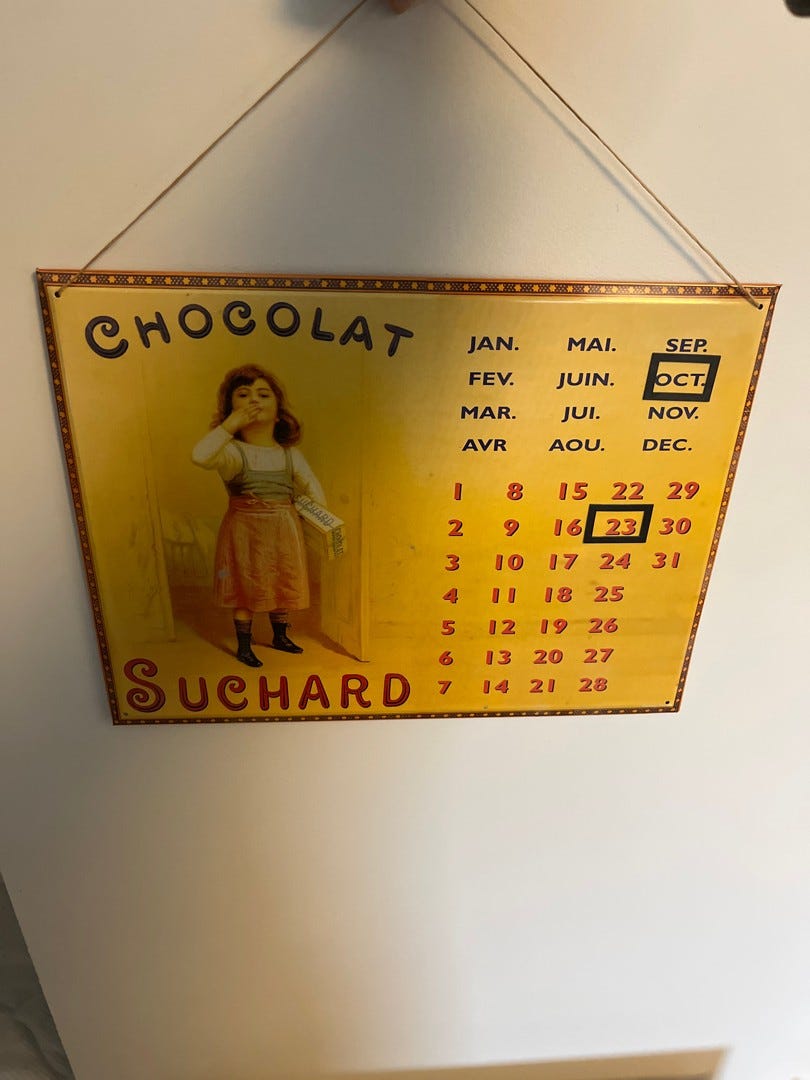 CHOCOLAT
JAN. MAI. SEP.
FEV. JUIN. OCT.
MAR. JUI. NOV.
AVR AOU. DEC.
1 8 15 22 29
2 9 16 23 30
3 10 17 24 31
4 11 18 25
5 12 19 26
6 13 20 27
7 14 21 28
SUCHARD
SUCHARD